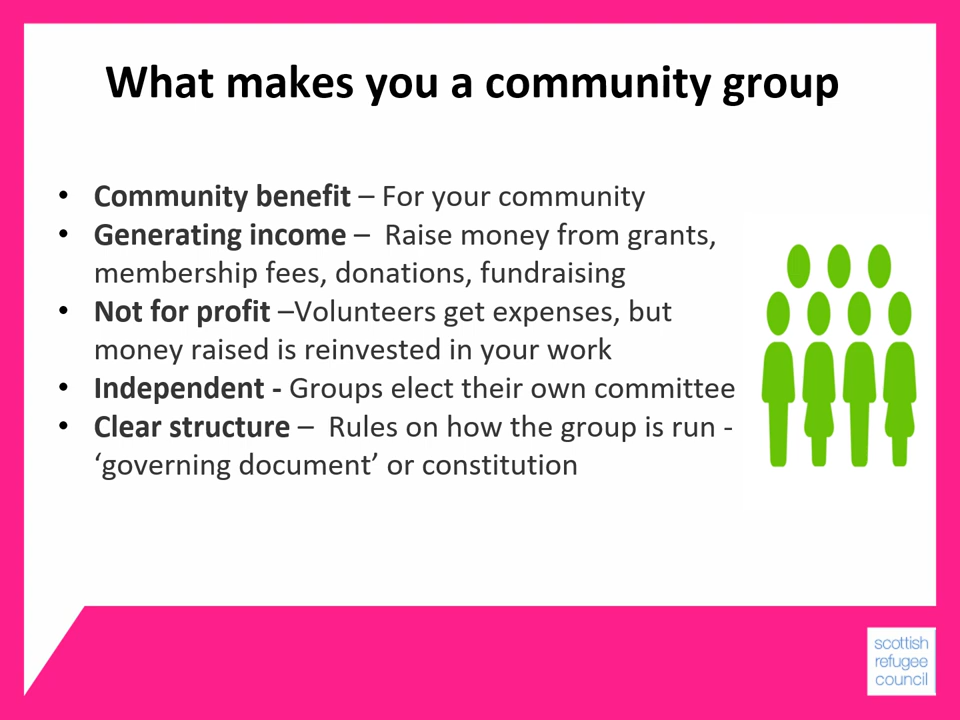 What makes you a community group
• Community benefit – For your community
• Generating income – Raise money from grants,
membership fees, donations, fundraising
• Not for profit –Volunteers get expenses, but
money raised is reinvested in your work
• Independent - Groups elect their own committee
• Clear structure – Rules on how the group is run -
‘governing document’ or constitution
scottish
refugee
council